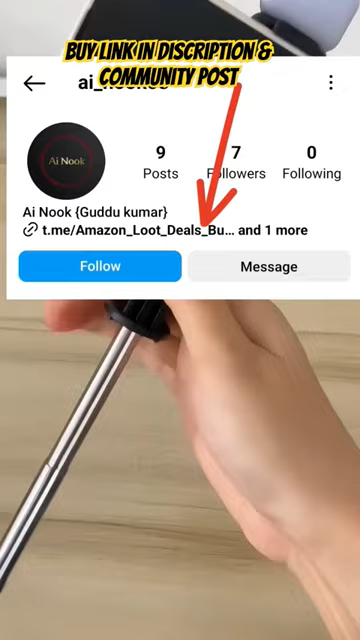 BUY LINK IN DISCRIPTION &
COMMUNITY POST
Ai Nook
9
7
0
Posts
Followers
Following
Ai Nook {Guddu kumar}
t.me/Amazon_Loot_Deals_Bu... and 1 more
Follow
Message